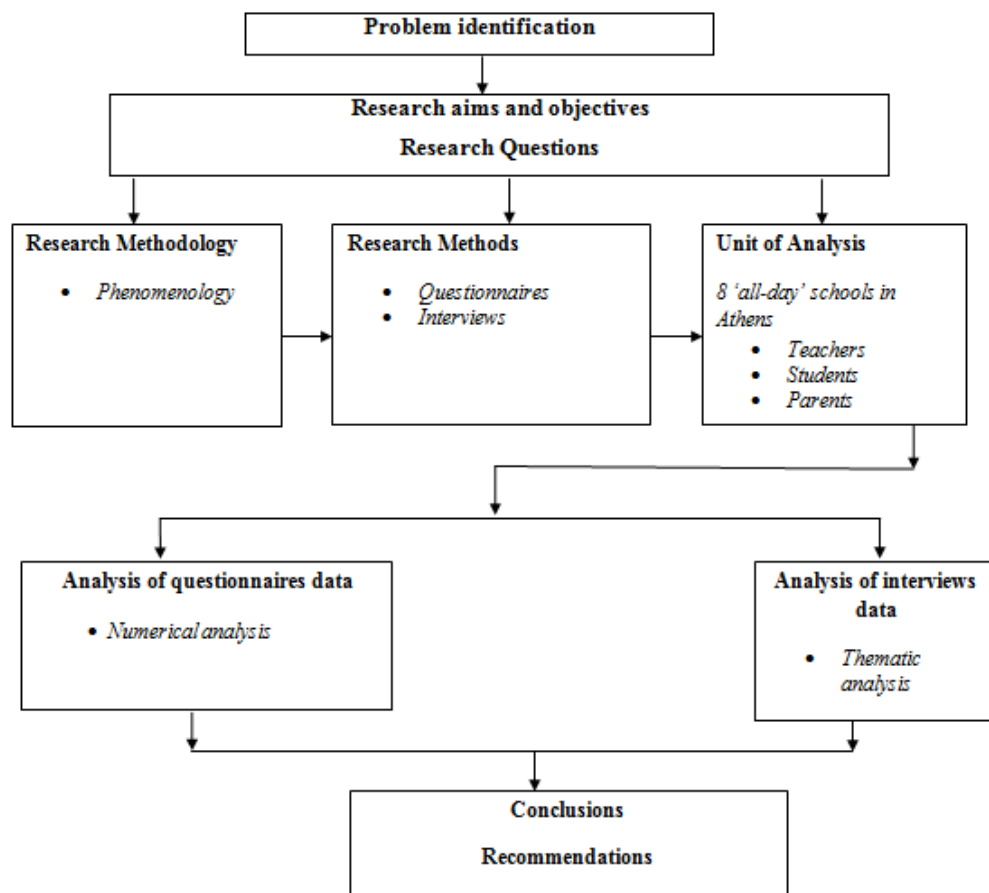 Problem identification
Research aims and objectives
Research Questions
Research Methodology
• Phenomenology
Research Methods
• Questionnaires
• Interviews
Unit of Analysis
8 ‘all-day’ schools in
Athens
• Teachers
• Students
• Parents
Analysis of questionnaires data
• Numerical analysis
Analysis of interviews
data
• Thematic
analysis
Conclusions
Recommendations